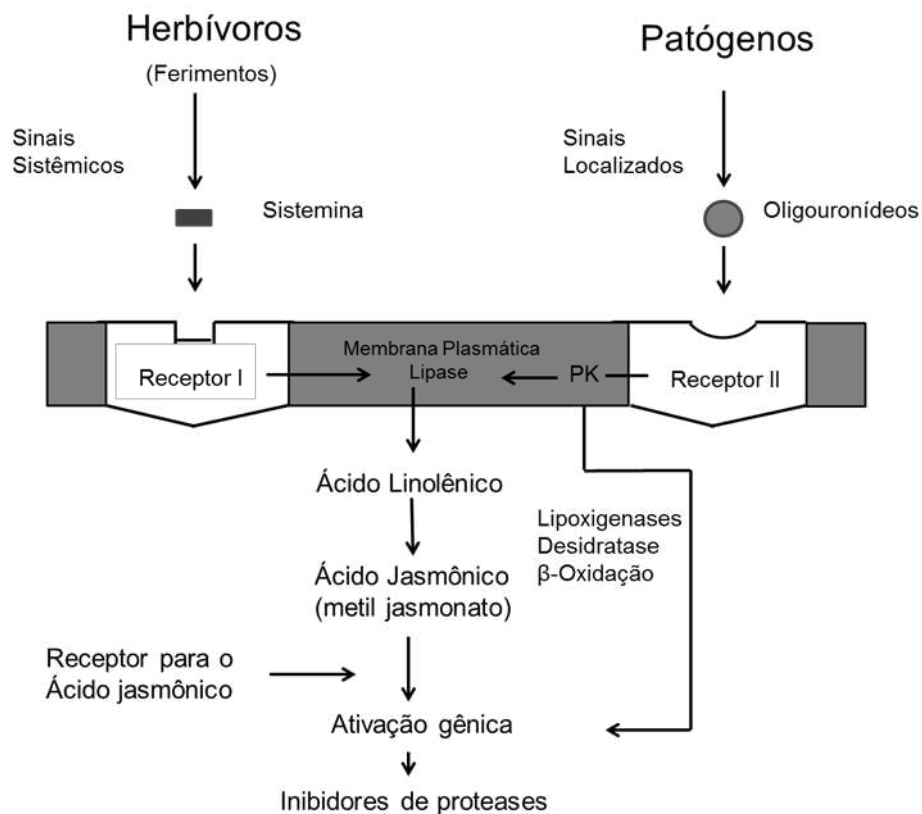 Herbívoros
(Ferimentos)
Patógenos
Sinais
Sistêmicos
Sinais
Localizados
Sistemina
Oligouronídeos
Membrana Plasmática
Lipase
Receptor I
PK
Receptor II
Ácido Linolênico
Lipoxigenases
Desidratase
β-Oxidação
Ácido Jasmônico
(metil jasmonato)
Receptor para o
Ácido jasmônico
Ativação gênica
Inibidores de proteases